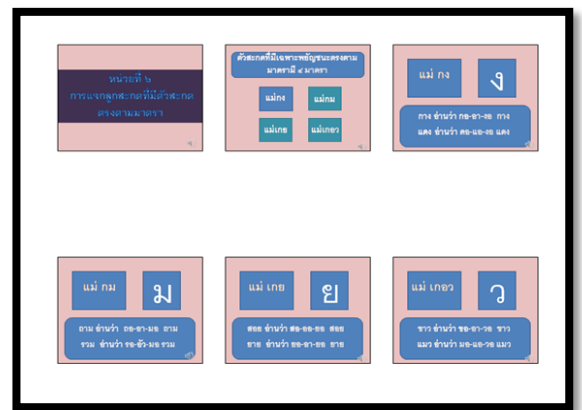 หน่วยที่ ๖
การแจกลูกสะกดที่มีตัวสะกด
ตรงตามมาตรา
ตัวสะกดที่มีเฉพาะพยัญชนะตรงตาม
มาตรามี ๔ มาตรา
แม่กง
แม่กม
แม่เกย
แม่เกอว
แม่ กง
ง
กาง อ่านว่า กอ-อา-งอ กาง
แดง อ่านว่า ดอ-แอ-งอ แดง
แม่ กม
ม
ถาม อ่านว่า ถอ-อา-มอ ถาม
รวม อ่านว่า รอ-อัว-มอ รวม
แม่ เกย
ย
สอย อ่านว่า สอ-ออ-ยอ สอย
ยาย อ่านว่า ยอ-อา-ยอ ยาย
แม่ เกอว
ว
ขาว อ่านว่า ขอ-อา-วอ ขาว
แมว อ่านว่า มอ-แอ-วอ แมว